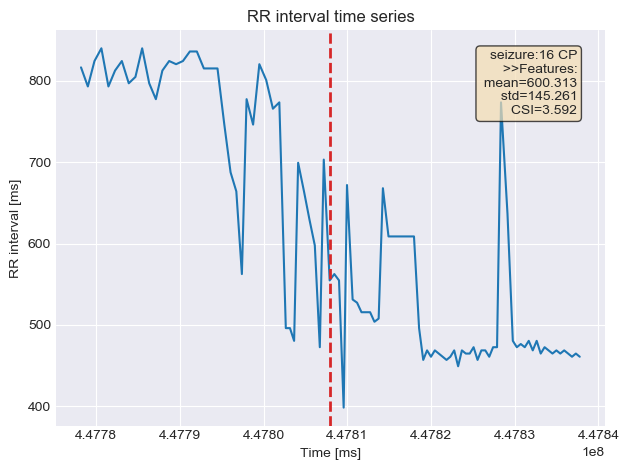 RR interval time series
seizure:16 CP
>>Features:
mean=600.313
std=145.261
CSI=3.592
RR interval [ms]
800
700
600
500
400
4.4778 4.4779 4.4780 4.4781 4.4782 4.4783 4.4784
1e8
Time [ms]